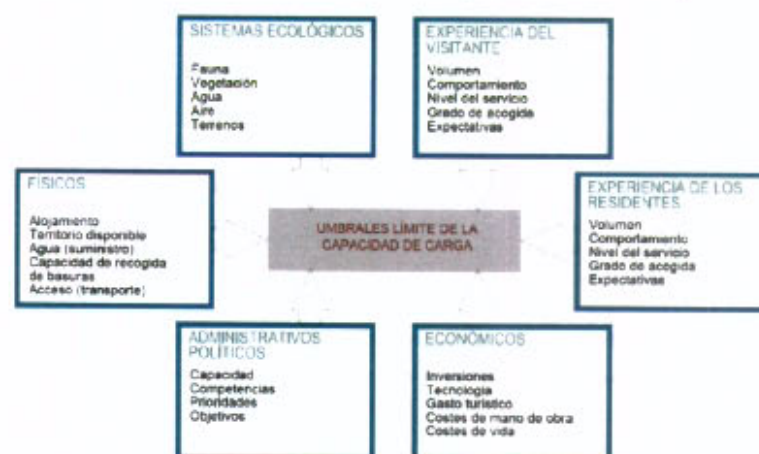 SISTEMAS ECOLÓGICOS
Fauna
Vegetación
Agua
Aire
Terrenos
EXPERIENCIA DEL
VISITANTE
Volumen
Comportamiento
Nivel del servicio
Grado de acogida
Expectativas
FÍSICOS
Alojamiento
Territorio disponible
Agua (suministro)
Capacidad de recogida
de basuras
Acceso (transporte)
UMBRALES LÍMITE DE LA
CAPACIDAD DE CARGA
EXPERIENCIA DE LOS
RESIDENTES
Volumen
Comportamiento
Nivel del servicio
Grado de acogida
Expectativas
ADMINISTRATIVOS
POLÍTICOS
Capacidad
Competencias
Prioridades
Objetivos
ECONÓMICOS
Inversiones
Tecnología
Gasto turístico
Costes de mano de obra
Costes de vida